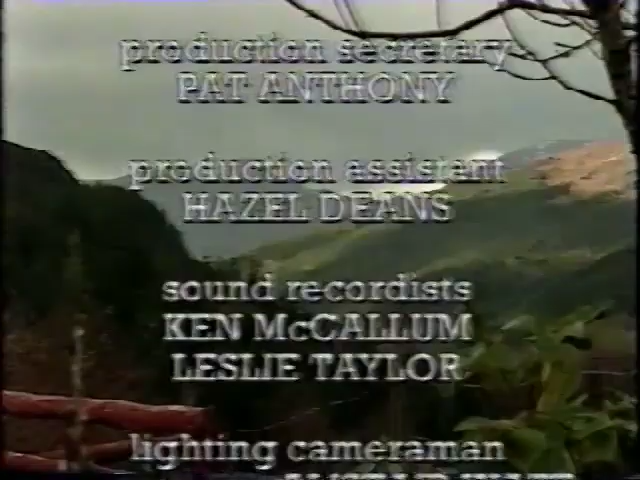 production secretary
PAT ANTHONY
production assistant
HAZEL DEANS
sound recordists
KEN McCALLUM
LESLIE TAYLOR
lighting cameraman